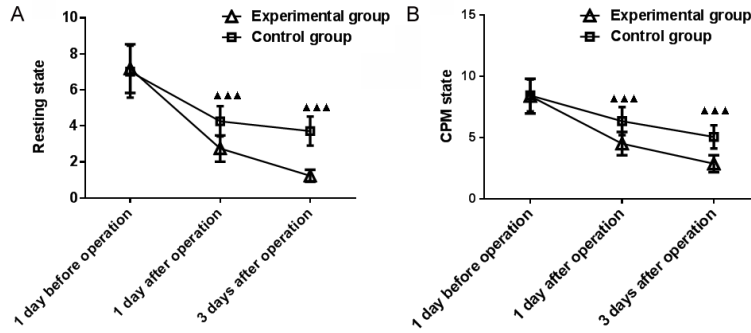 A
Experimental group
Control group
Resting state
10
8
6
4
2
0
1 day before operation
1 day after operation
3 days after operation
B
Experimental group
Control group
CPM state
15
10
5
0
1 day before operation
1 day after operation
3 days after operation